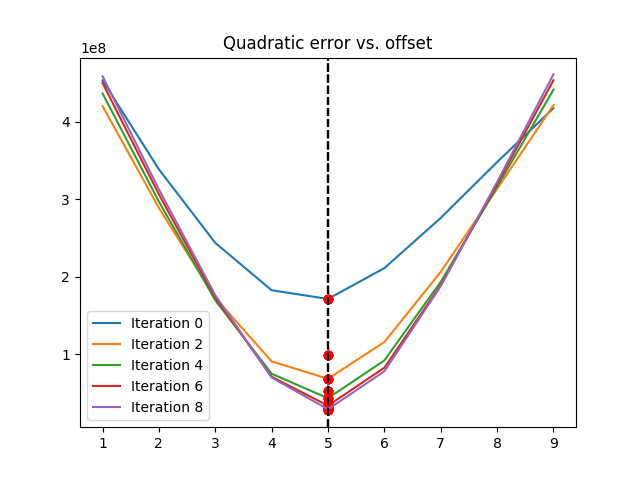 Quadratic error vs. offset
1e8
4
3
2
1
Iteration 0
Iteration 2
Iteration 4
Iteration 6
Iteration 8
1 2 3 4 5 6 7 8 9